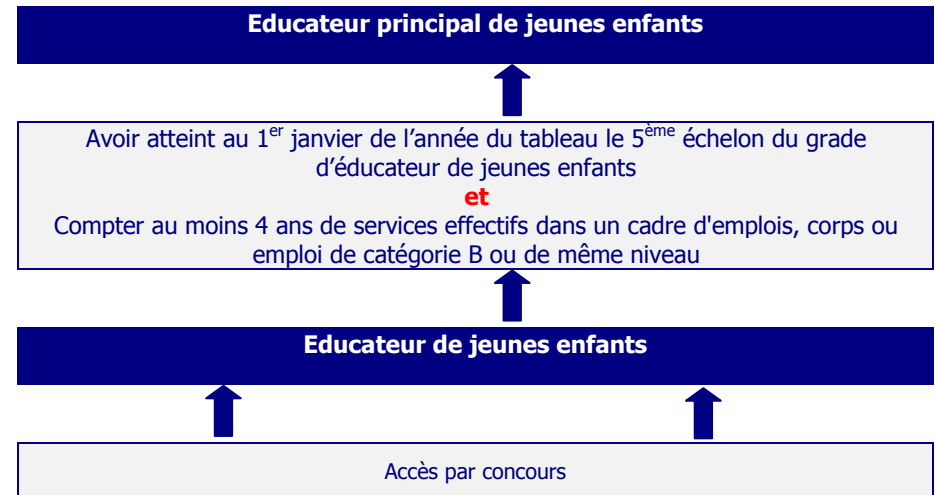 Educateur principal de jeunes enfants
Avoir atteint au 1er janvier de l’année du tableau le 5ème échelon du grade
d’éducateur de jeunes enfants
et
Compter au moins 4 ans de services effectifs dans un cadre d'emplois, corps ou
emploi de catégorie B ou de même niveau
Educateur de jeunes enfants
Accès par concours